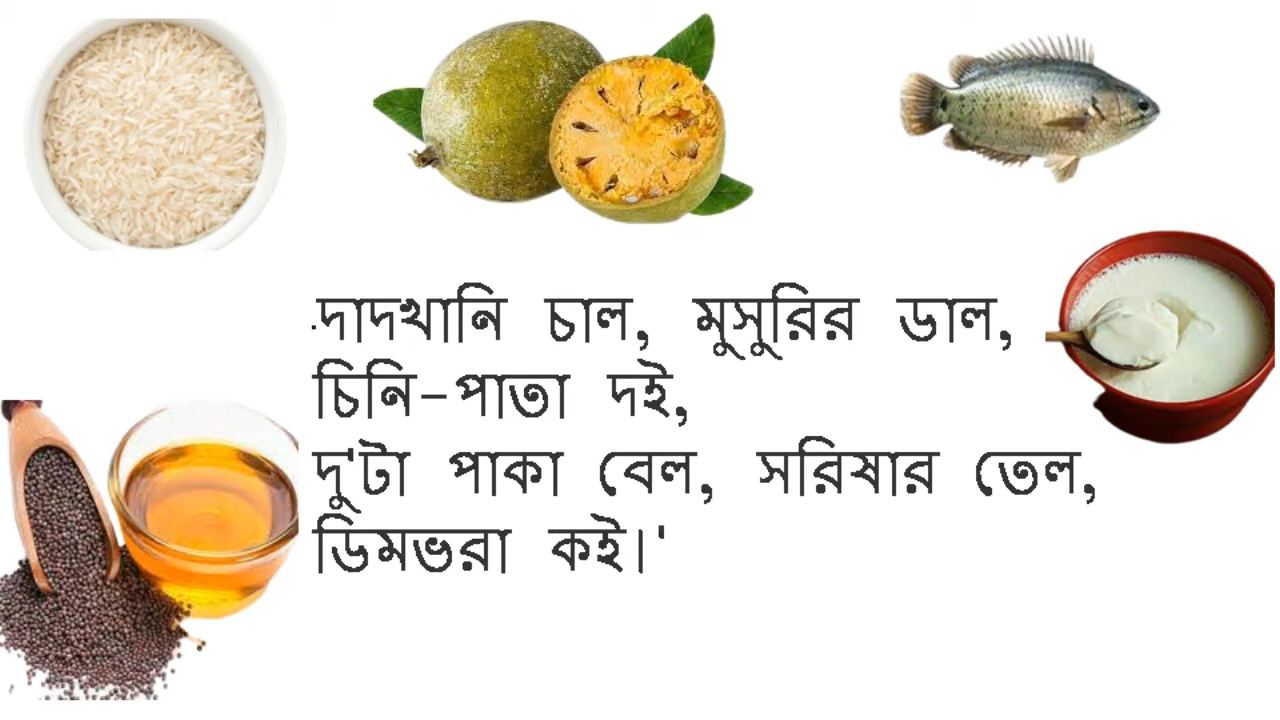 দাদখানি চাল, মুসুরির ডাল,
চিনি-পাতা দই,
দু'টা পাকা বেল, সরিষার তেল,
ডিমভরা কই।'